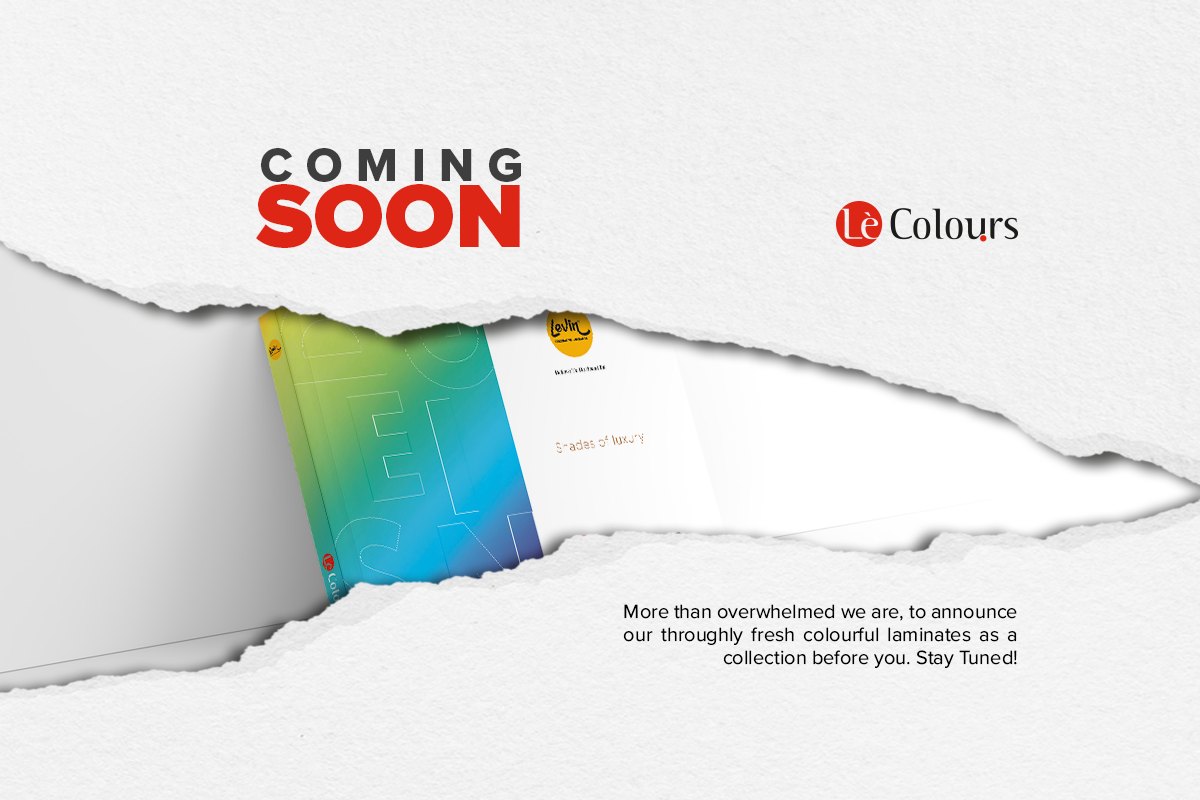 COMING
SOON
Lè Colours
Levin
Shades of luxury
EL
More than overwhelmed we are, to announce
our throughly fresh colourful laminates as a
collection before you. Stay Tuned!